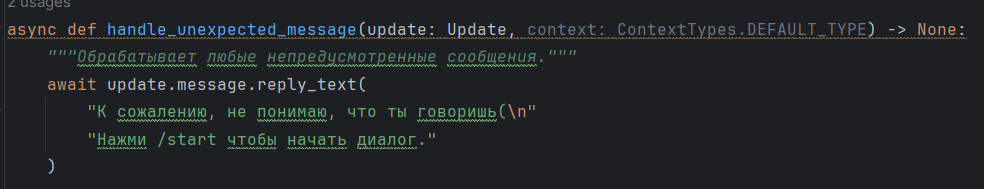 2 usages
async def handle_unexpected_message(update: Update, context: ContextTypes.DEFAULT_TYPE) -> None:
"""Обрабатывает любые непредусмотренные сообщения."""
await update.message.reply_text(
"К сожалению, не понимаю, что ты говоришь(\n"
"Нажми /start чтобы начать диалог."
)